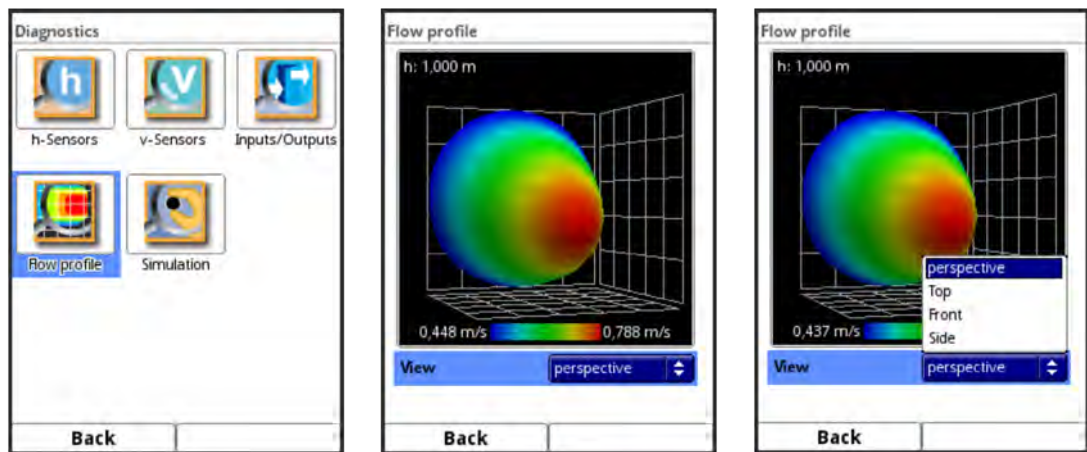 Diagnostics
h
V
h-Sensors
v-Sensors
Inputs/Outputs
Flow profile
Simulation
Back
Flow profile
h: 1,000 m
0,448 m/s
0,788 m/s
View
perspective
Back
Flow profile
h: 1,000 m
perspective
Top
Front
Side
0,437 m/s
View
perspective
Back